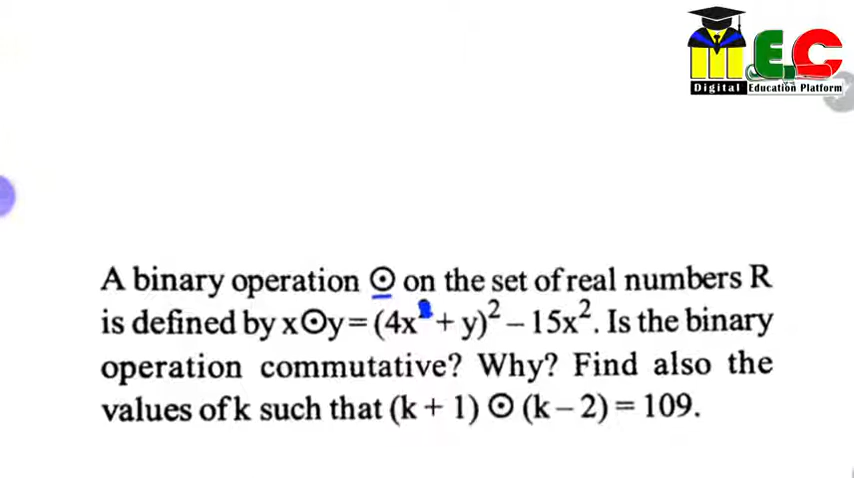 mEC
Digital Education Platform
A binary operation ⊙ on the set of real numbers R
is defined by x⊙y = (4x + y)² – 15x². Is the binary
operation commutative? Why? Find also the
values of k such that (k + 1) ⊙ (k – 2) = 109.